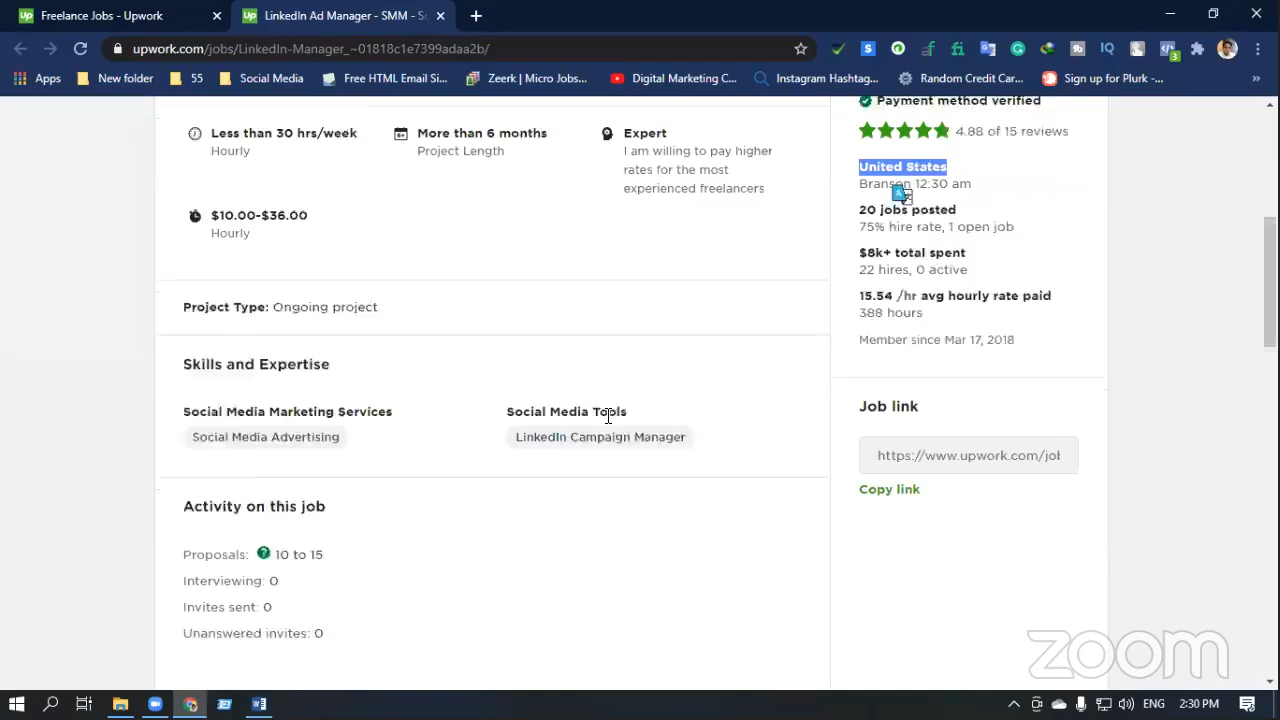 Freelance Jobs - Upwork
LinkedIn Ad Manager - SMM - Sc
upwork.com/jobs/LinkedIn-Manager_~01818c1e7399adaa2b/
Apps
New folder
55
Social Media
Free HTML Email Si...
Zeerk | Micro Jobs...
Digital Marketing C...
Instagram Hashtag...
Random Credit Car...
Sign up for Plurk -...
»
Less than 30 hrs/week
Hourly
More than 6 months
Project Length
Expert
I am willing to pay higher
rates for the most
experienced freelancers
$10.00-$36.00
Hourly
Project Type: Ongoing project
Skills and Expertise
Social Media Marketing Services
Social Media Advertising
Social Media Tools
LinkedIn Campaign Manager
Activity on this job
Proposals: 10 to 15
Interviewing: 0
Invites sent: 0
Unanswered invites: 0
Payment method verified
4.88 of 15 reviews
United States
Branson 12:30 am
20 jobs posted
75% hire rate, 1 open job
$8k+ total spent
22 hires, 0 active
15.54 /hr avg hourly rate paid
388 hours
Member since Mar 17, 2018
Job link
https://www.upwork.com/jol
Copy link
zoom
ENG
2:30 PM